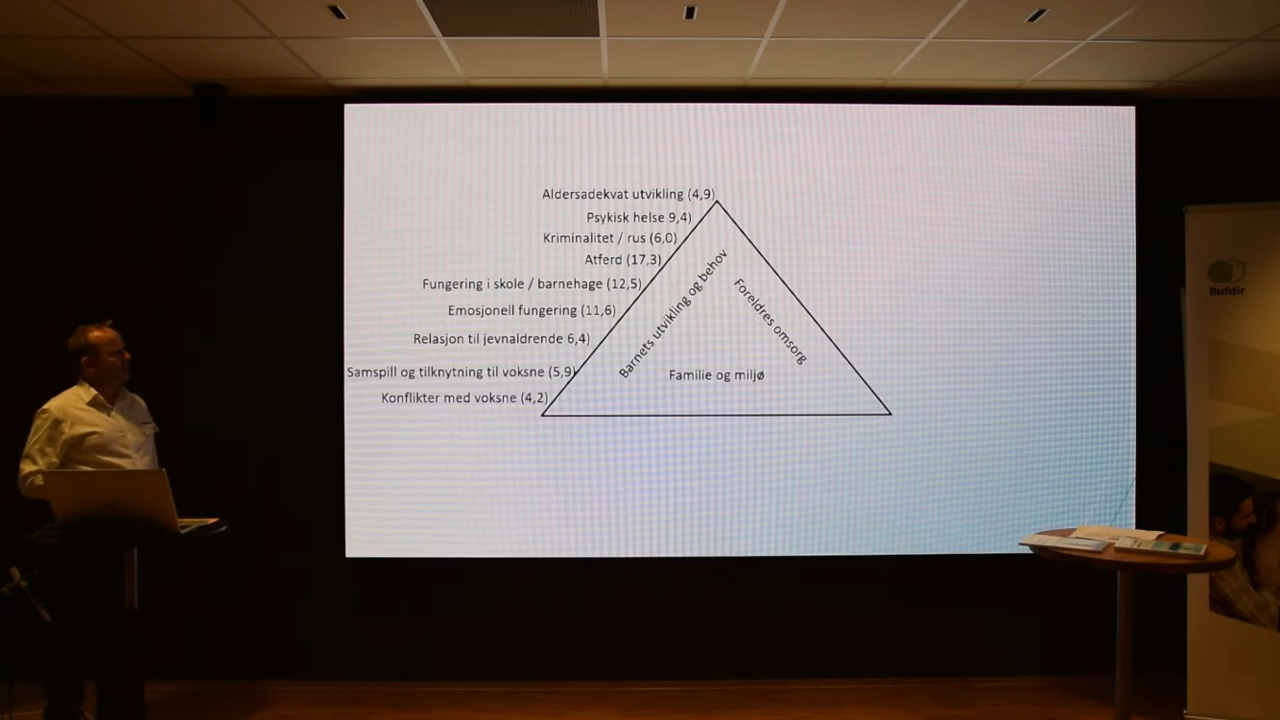 Aldersadekvat utvikling (4,9)
Psykisk helse 9,4)
Kriminalitet / rus (6,0)
Atferd (17,3)
Fungering i skole / barnehage (12,5)
Emosjonell fungering (11,6)
Relasjon til jevnaldrende 6,4)
Samspill og tilknytning til voksne (5,9)
Konflikter med voksne (4,2)
Barnets utvikling og behov
Foreldres omsorg
Familie og miljø
Bufdir